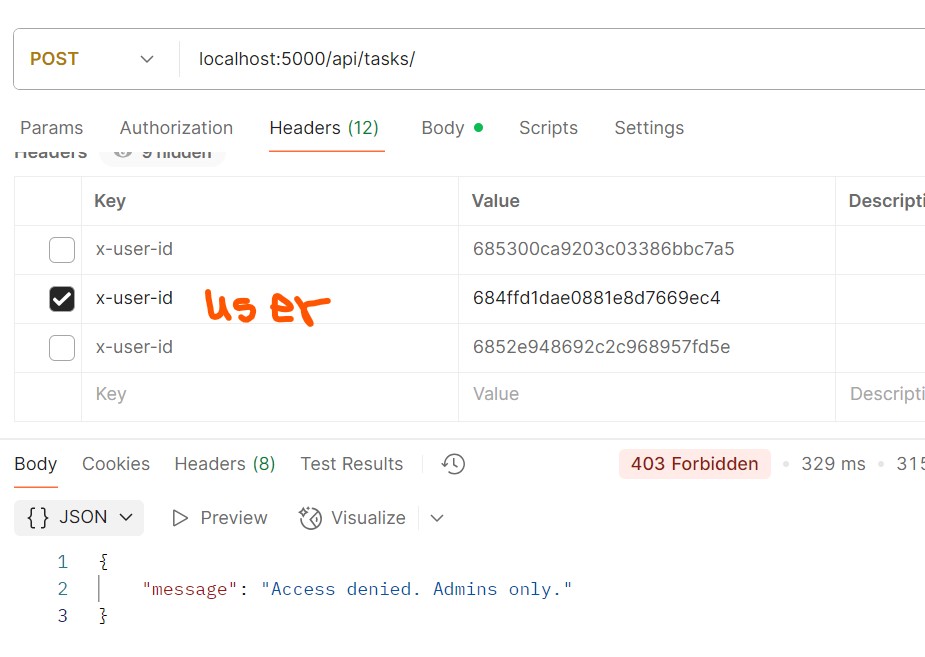 POST localhost:5000/api/tasks/
Params Authorization Headers (12) Body Scripts Settings
Headers 9 hidden
Key Value Descripti
x-user-id 685300ca9203c03386bbc7a5
x-user-id user 684ffd1dae0881e8d7669ec4
x-user-id 6852e948692c2c968957fd5e
Key Value Descripti
Body Cookies Headers (8) Test Results 403 Forbidden • 329 ms • 315
{} JSON Preview Visualize
1 {
2 "message": "Access denied. Admins only."
3 }